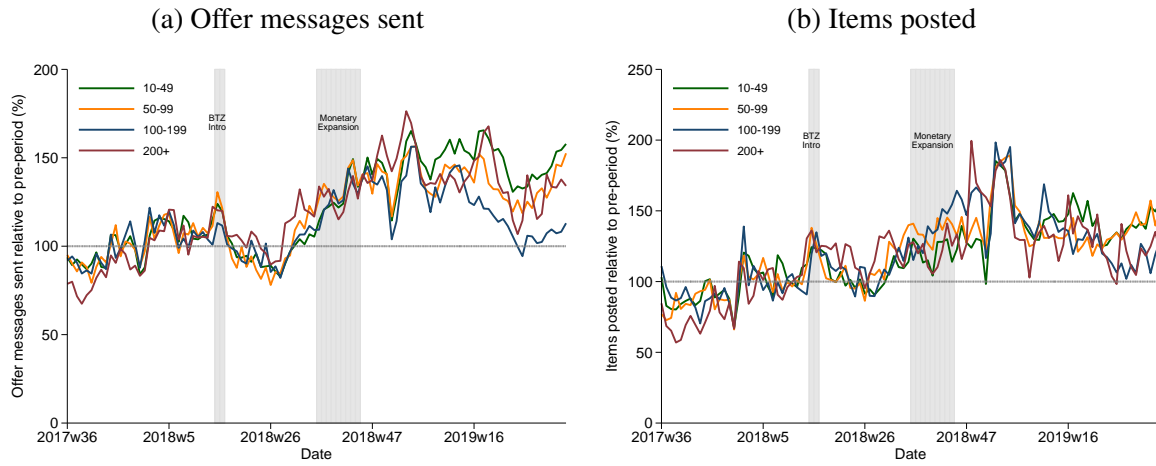 (a) Offer messages sent
Offer messages sent relative to pre-period (%)
200
150
100
50
0
10-49
50-99
100-199
200+
BTZ
Intro
Monetary
Expansion
2017w36
2018w5
2018w26
2018w47
2019w16
Date
(b) Items posted
Items posted relative to pre-period (%)
250
200
150
100
50
0
10-49
50-99
100-199
200+
BTZ
Intro
Monetary
Expansion
2017w36
2018w5
2018w26
2018w47
2019w16
Date